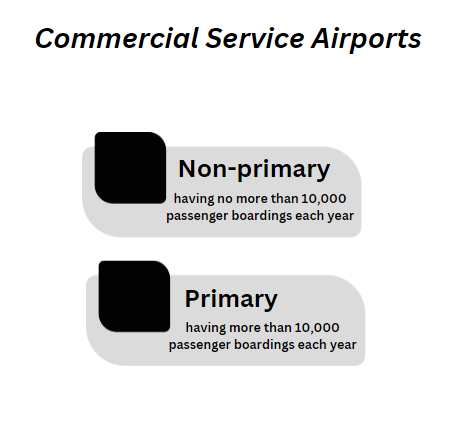 Commercial Service Airports
Non-primary
having no more than 10,000
passenger boardings each year
Primary
having more than 10,000
passenger boardings each year